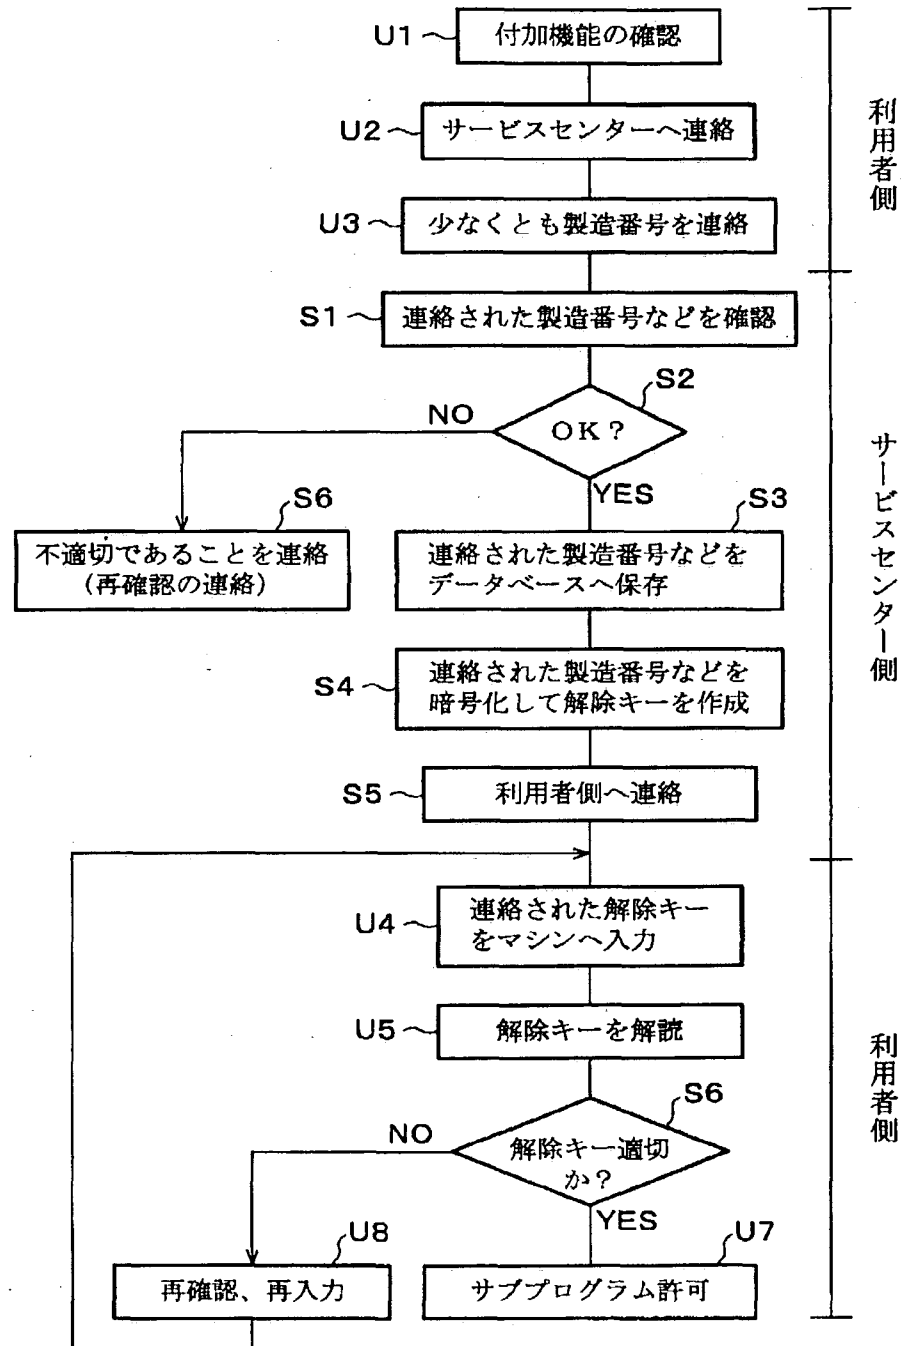 U1
付加機能の確認
U2
サービスセンターへ連絡
U3
少なくとも製造番号を連絡
利用者側
S1
連絡された製造番号などを確認
S2
OK?
NO
YES
S6
不適切であることを連絡
(再確認の連絡)
S3
連絡された製造番号などを
データベースへ保存
S4
連絡された製造番号などを
暗号化して解除キーを作成
S5
利用者側へ連絡
サービスセンター側
U4
連絡された解除キー
をマシンへ入力
U5
解除キーを解読
S6
解除キー適切
か?
NO
YES
U8
再確認、再入力
U7
サブプログラム許可
利用者側